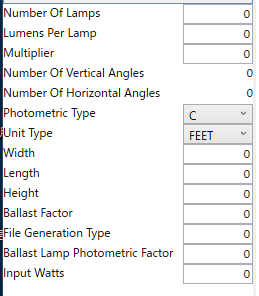 Number Of Lamps 0
Lumens Per Lamp 0
Multiplier 0
Number Of Vertical Angles 0
Number Of Horizontal Angles 0
Photometric Type C
Unit Type FEET
Width 0
Length 0
Height 0
Ballast Factor 0
File Generation Type 0
Ballast Lamp Photometric Factor 0
Input Watts 0